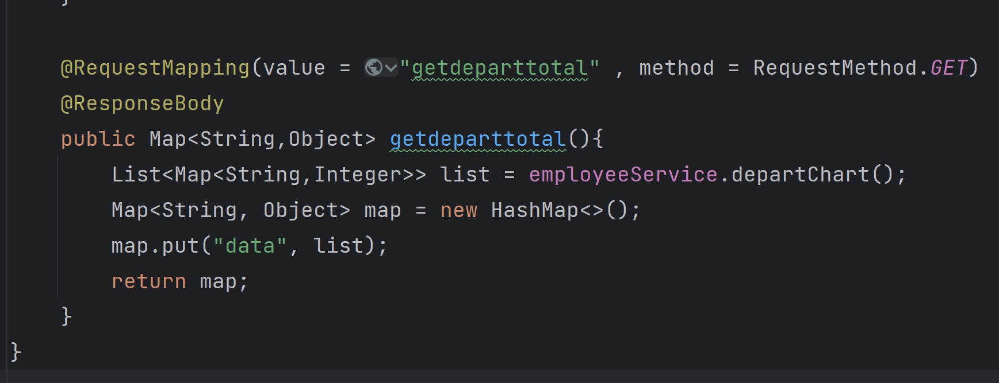 }
@RequestMapping(value = "getdeparttotal" , method = RequestMethod.GET)
@ResponseBody
public Map<String,Object> getdeparttotal(){
List<Map<String,Integer>> list = employeeService.departChart();
Map<String, Object> map = new HashMap<>();
map.put("data", list);
return map;
}
}